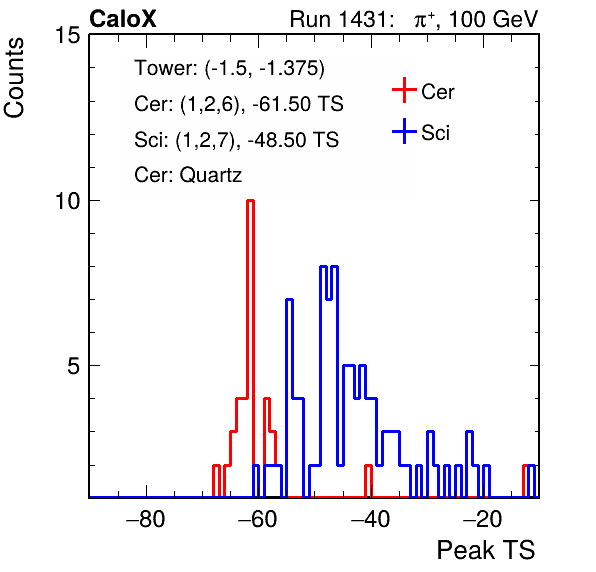 CaloX Run 1431: π⁺, 100 GeV
Counts
15
Tower: (-1.5, -1.375)
Cer: (1,2,6), -61.50 TS
Sci: (1,2,7), -48.50 TS
Cer: Quartz
Cer
Sci
10
5
−80 −60 −40 −20
Peak TS